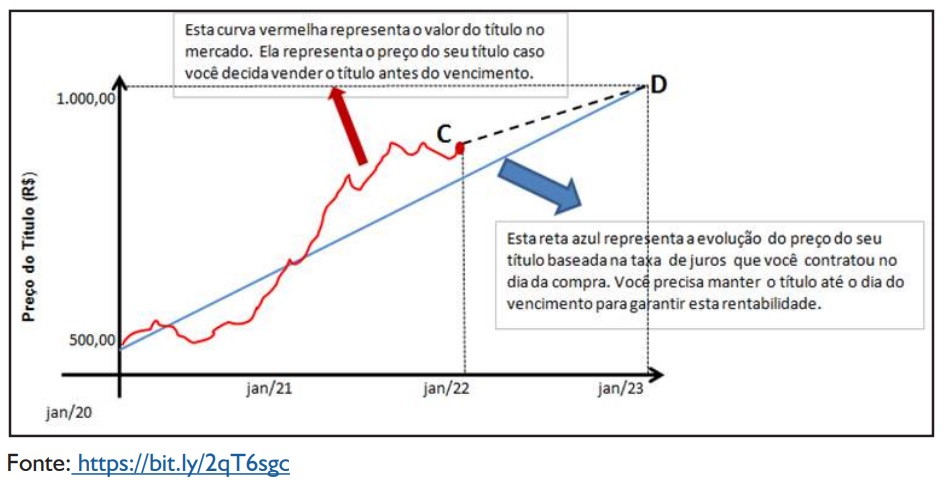 Esta curva vermelha representa o valor do título no
mercado. Ela representa o preço do seu título caso
você decida vender o título antes do vencimento.
1.000,00
D
C
Preço do Título (R$)
Esta reta azul representa a evolução do preço do seu
título baseada na taxa de juros que você contratou no
dia da compra. Você precisa manter o título até o dia do
vencimento para garantir esta rentabilidade.
500,00
jan/20
jan/21
jan/22
jan/23
Fonte: https://bit.ly/2qT6sgc